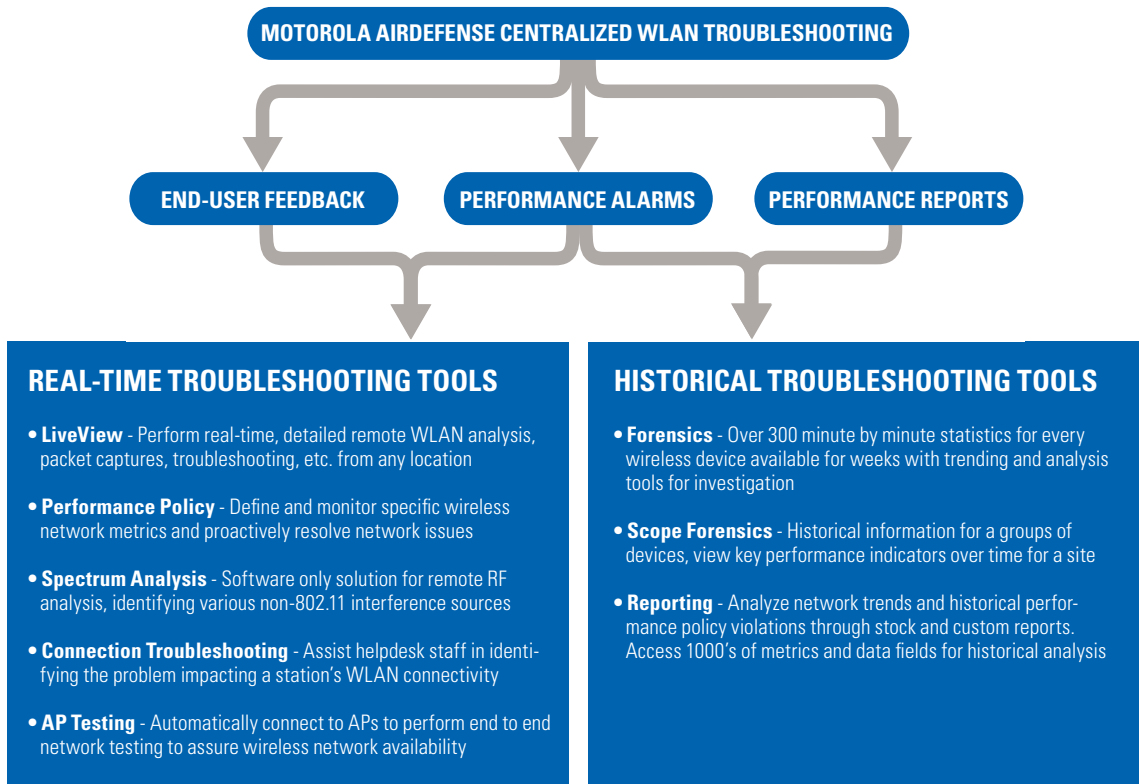 MOTOROLA AIRDEFENSE CENTRALIZED WLAN TROUBLESHOOTING
END-USER FEEDBACK
PERFORMANCE ALARMS
PERFORMANCE REPORTS
REAL-TIME TROUBLESHOOTING TOOLS
• LiveView - Perform real-time, detailed remote WLAN analysis,
packet captures, troubleshooting, etc. from any location
• Performance Policy - Define and monitor specific wireless
network metrics and proactively resolve network issues
• Spectrum Analysis - Software only solution for remote RF
analysis, identifying various non-802.11 interference sources
• Connection Troubleshooting - Assist helpdesk staff in identi-
fying the problem impacting a station's WLAN connectivity
• AP Testing - Automatically connect to APs to perform end to end
network testing to assure wireless network availability
HISTORICAL TROUBLESHOOTING TOOLS
• Forensics - Over 300 minute by minute statistics for every
wireless device available for weeks with trending and analysis
tools for investigation
• Scope Forensics - Historical information for a groups of
devices, view key performance indicators over time for a site
• Reporting - Analyze network trends and historical perfor-
mance policy violations through stock and custom reports.
Access 1000's of metrics and data fields for historical analysis